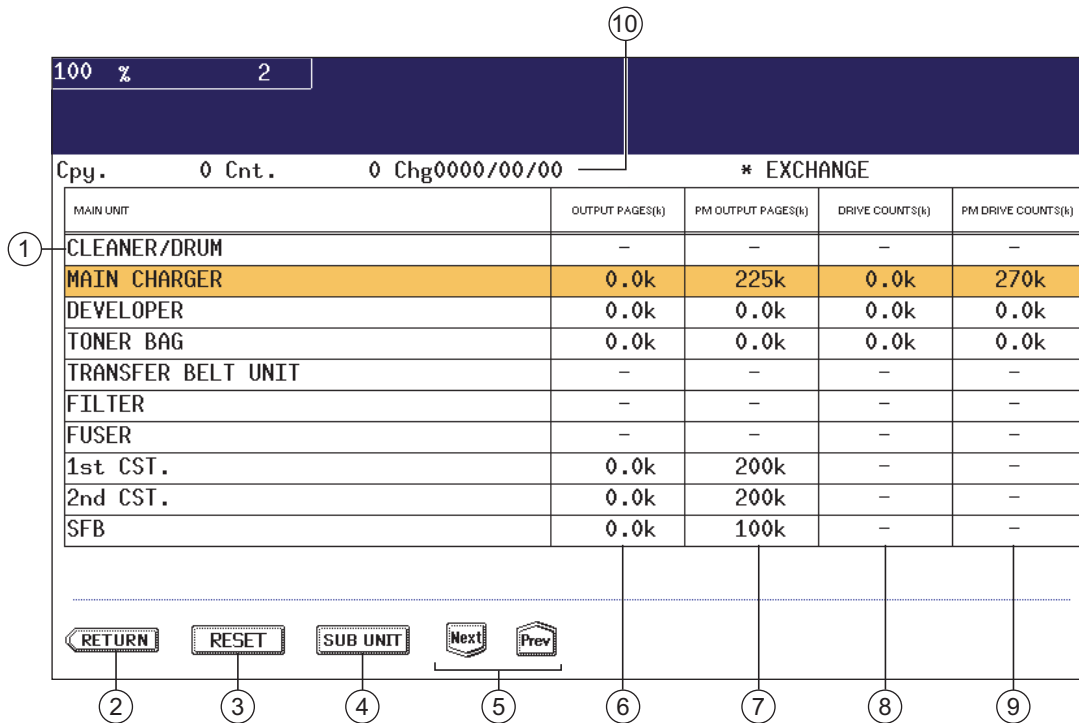 10
100 % 2
Cpy. 0 Cnt. 0 Chg0000/00/00 * EXCHANGE
MAIN UNIT OUTPUT PAGES(k) PM OUTPUT PAGES(k) DRIVE COUNTS(k) PM DRIVE COUNTS(k)
1 CLEANER/DRUM – – – –
MAIN CHARGER 0.0k 225k 0.0k 270k
DEVELOPER 0.0k 0.0k 0.0k 0.0k
TONER BAG 0.0k 0.0k 0.0k 0.0k
TRANSFER BELT UNIT – – – –
FILTER – – – –
FUSER – – – –
1st CST. 0.0k 200k – –
2nd CST. 0.0k 200k – –
SFB 0.0k 100k – –
RETURN RESET SUB UNIT Next Prev
2 3 4 5 6 7 8 9